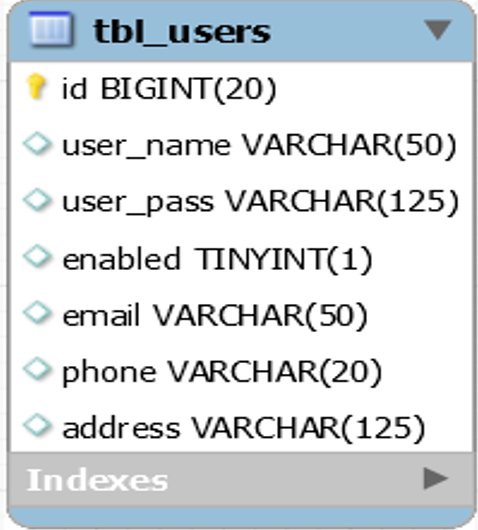 tbl_users
id BIGINT(20)
user_name VARCHAR(50)
user_pass VARCHAR(125)
enabled TINYINT(1)
email VARCHAR(50)
phone VARCHAR(20)
address VARCHAR(125)
Indexes